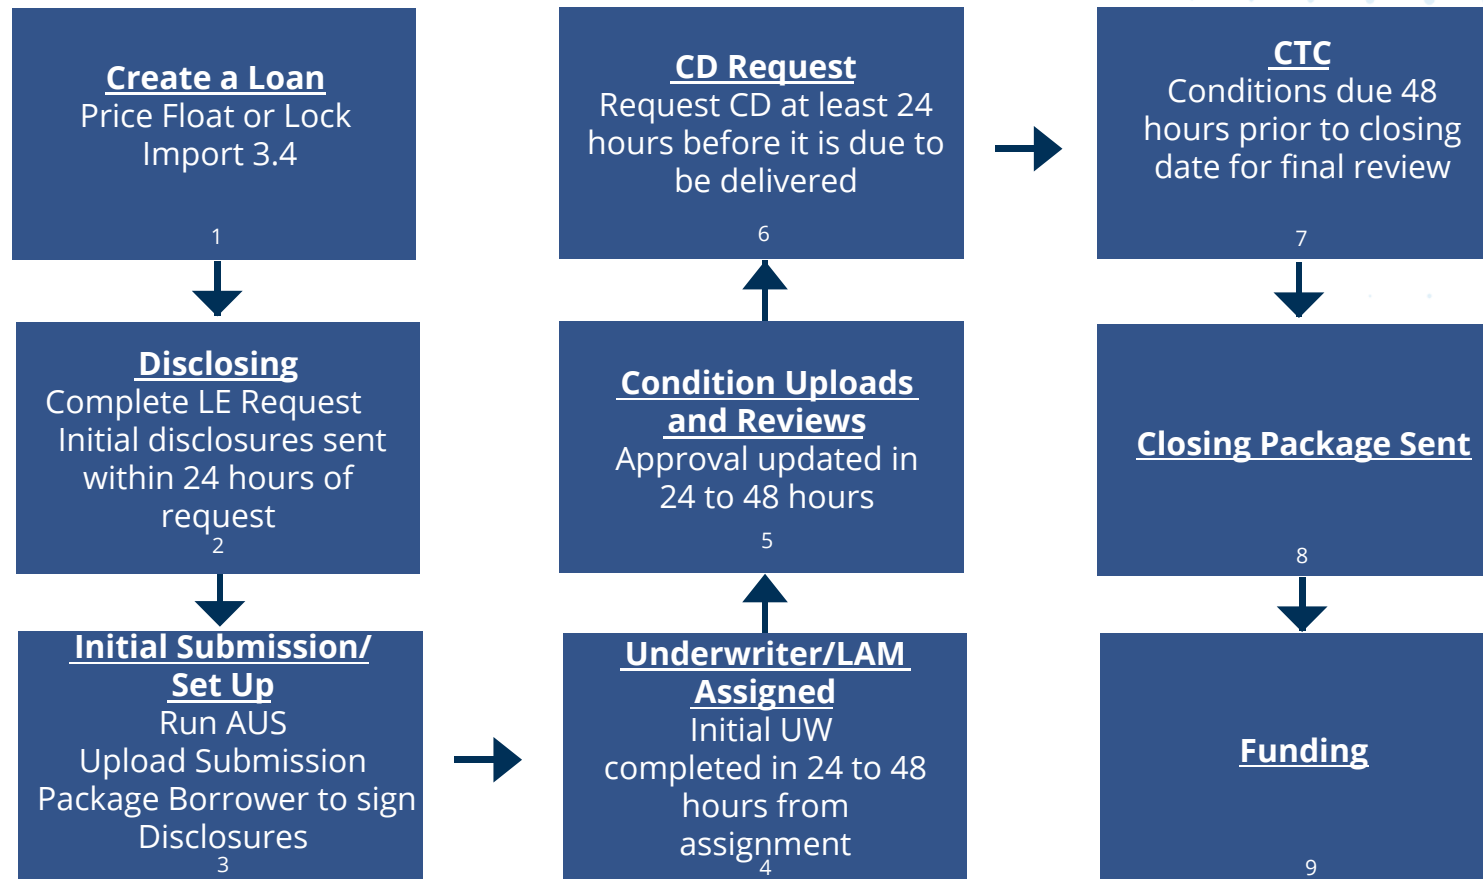 Create a Loan
Price Float or Lock
Import 3.4
1
Disclosing
Complete LE Request
Initial disclosures sent
within 24 hours of
request
2
Initial Submission/
Set Up
Run AUS
Upload Submission
Package Borrower to sign
Disclosures
3
Underwriter/LAM
Assigned
Initial UW
completed in 24 to 48
hours from
assignment
4
Condition Uploads
and Reviews
Approval updated in
24 to 48 hours
5
CD Request
Request CD at least 24
hours before it is due to
be delivered
6
CTC
Conditions due 48
hours prior to closing
date for final review
7
Closing Package Sent
8
Funding
9